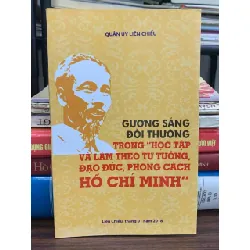 QUẬN ỦY LIÊN CHIỂU
GƯƠNG SÁNG
ĐỜI THƯỜNG
TRONG "HỌC TẬP
VÀ LÀM THEO TƯ TƯỞNG,
ĐẠO ĐỨC, PHONG CÁCH
HỒ CHÍ MINH"